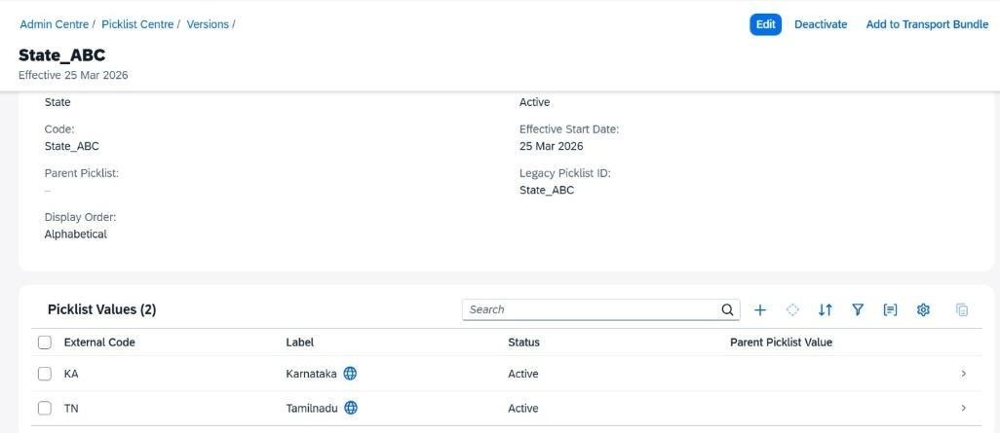 Admin Centre / Picklist Centre / Versions /
Edit Deactivate Add to Transport Bundle
State_ABC
Effective 25 Mar 2026
State Active
Code: Effective Start Date:
State_ABC 25 Mar 2026
Parent Picklist: Legacy Picklist ID:
– State_ABC
Display Order:
Alphabetical
Picklist Values (2) Search
External Code Label Status Parent Picklist Value
KA Karnataka Active
TN Tamilnadu Active